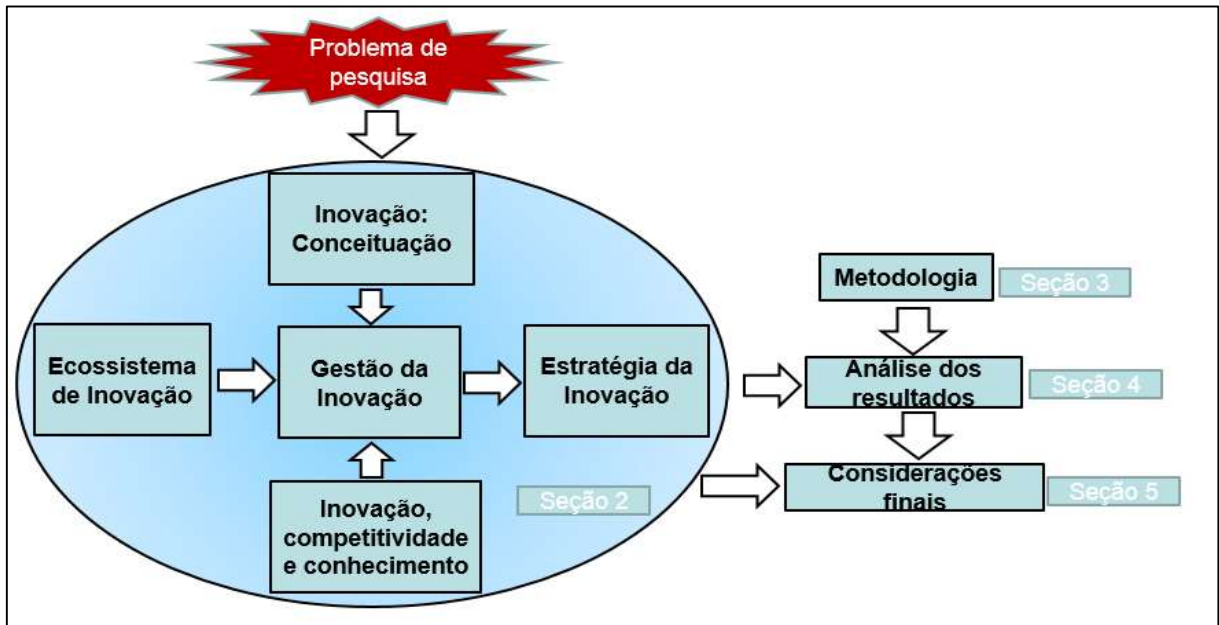 Problema de
pesquisa
Inovação:
Conceituação
Ecossistema
de Inovação
Gestão da
Inovação
Estratégia da
Inovação
Inovação,
competitividade
e conhecimento
Seção 2
Metodologia
Seção 3
Análise dos
resultados
Seção 4
Considerações
finais
Seção 5